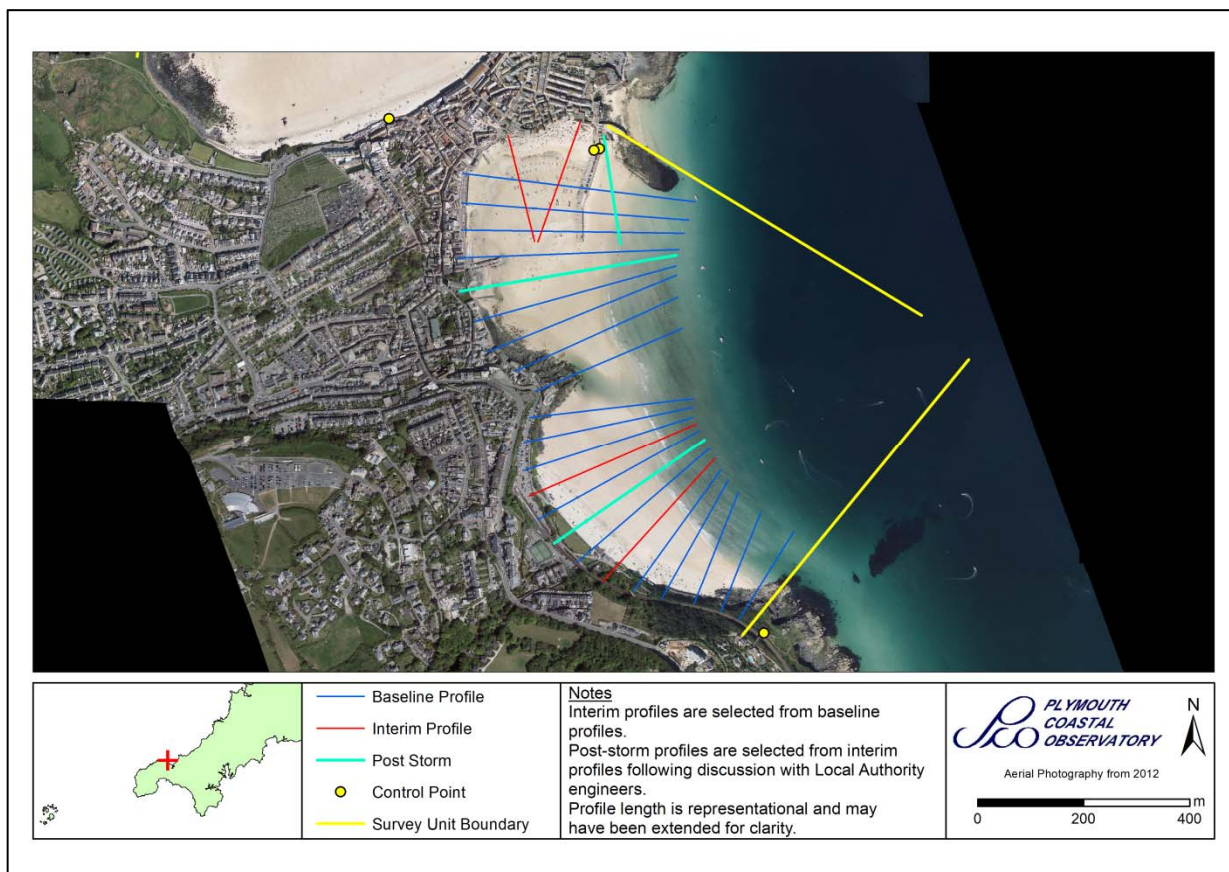 Baseline Profile
Interim Profile
Post Storm
Control Point
Survey Unit Boundary
Notes
Interim profiles are selected from baseline
profiles.
Post-storm profiles are selected from interim
profiles following discussion with Local Authority
engineers.
Profile length is representational and may
have been extended for clarity.
PLYMOUTH
COASTAL
OBSERVATORY
N
Aerial Photography from 2012
m
0 200 400